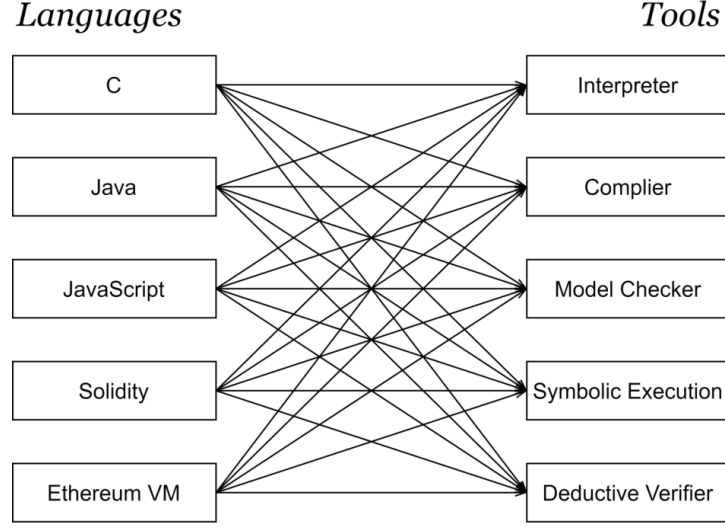 Languages Tools
C Interpreter
Java Complier
JavaScript Model Checker
Solidity Symbolic Execution
Ethereum VM Deductive Verifier